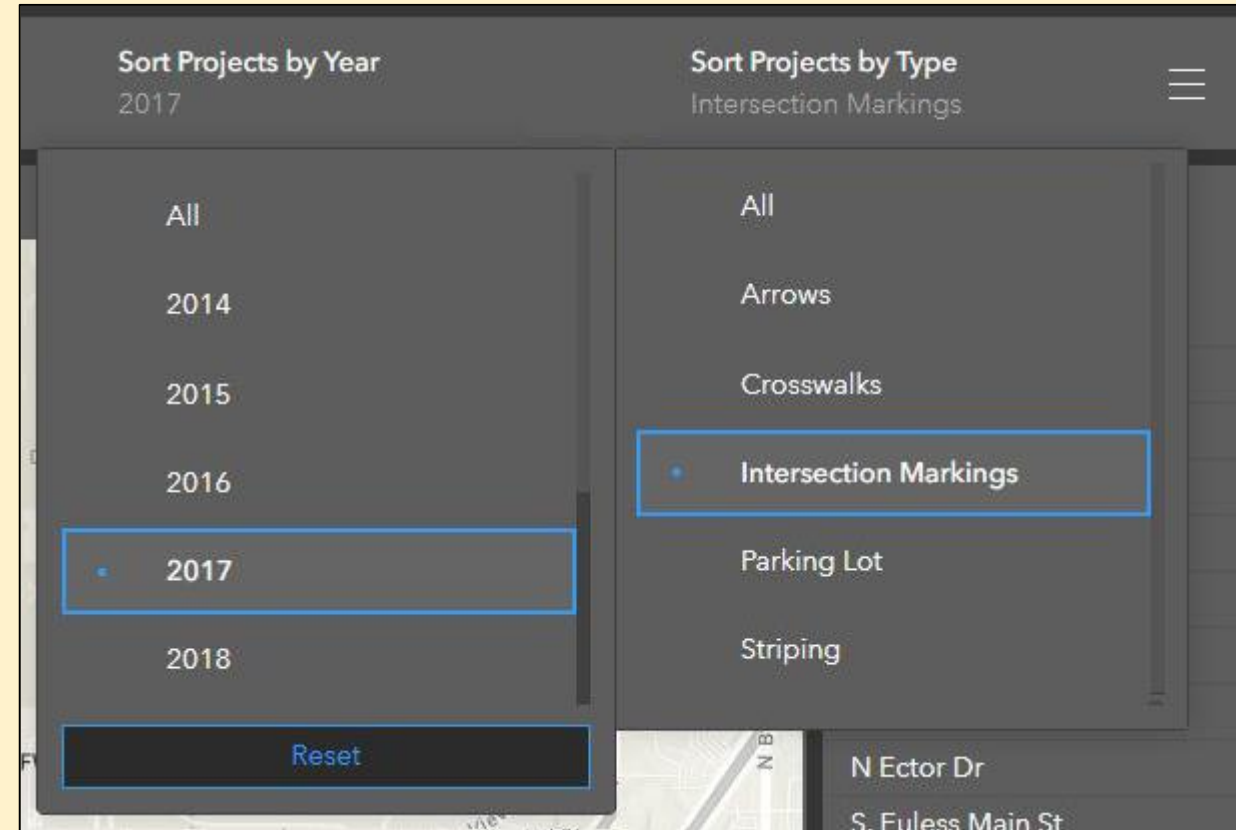 Sort Projects by Year
2017
Sort Projects by Type
Intersection Markings
All
2014
2015
2016
2017
2018
Reset
All
Arrows
Crosswalks
Intersection Markings
Parking Lot
Striping
N B
N Ector Dr
S. Euless Main St